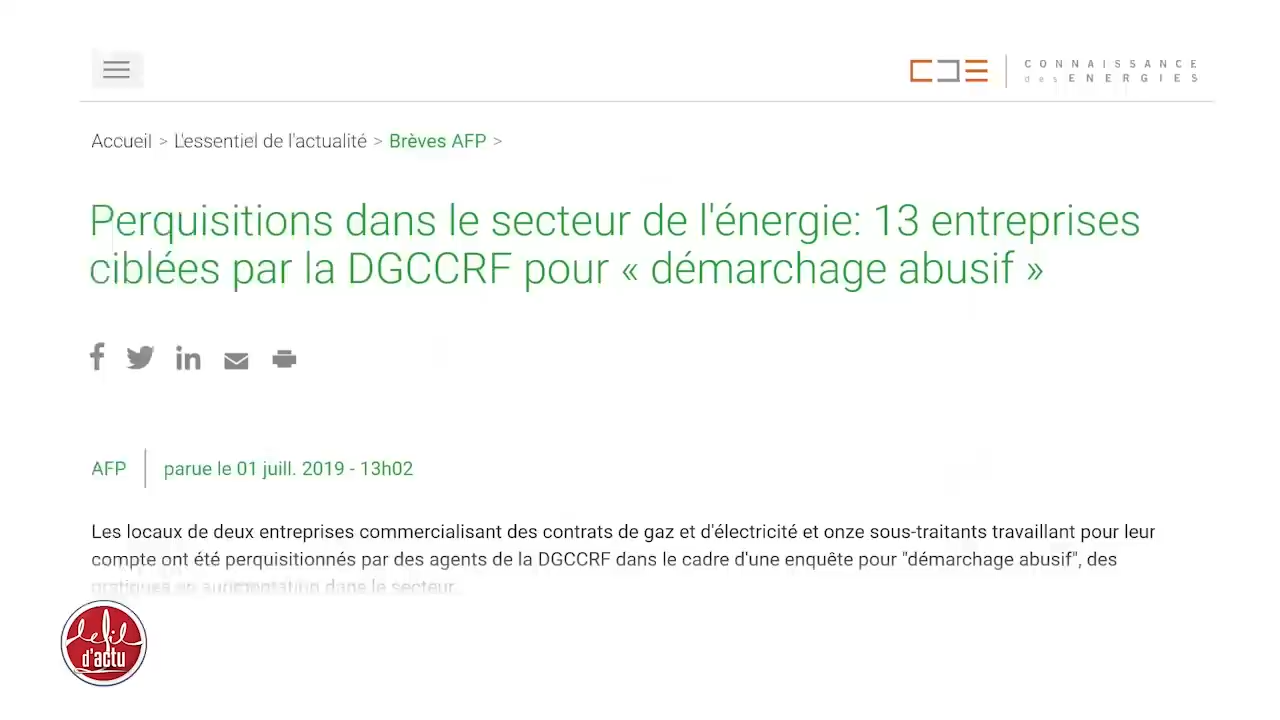 CONNAISSANCE
des ENERGIES
Accueil > L'essentiel de l'actualité > Brèves AFP >
Perquisitions dans le secteur de l'énergie: 13 entreprises
ciblées par la DGCCRF pour « démarchage abusif »
AFP
parue le 01 juill. 2019 - 13h02
Les locaux de deux entreprises commercialisant des contrats de gaz et d'électricité et onze sous-traitants travaillant pour leur
compte ont été perquisitionnés par des agents de la DGCCRF dans le cadre d'une enquête pour "démarchage abusif", des
pratiques en augmentation dans le secteur.
le fil
d'actu